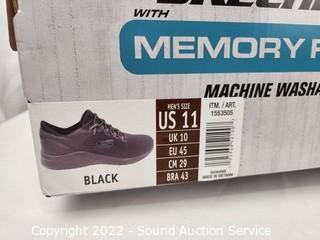 SKECHERS
WITH
MEMORY F
MACHINE WASHA
MEN'S SIZE
US 11
UK 10
EU 45
CM 29
BRA 43
ITM. / ART.
1553505
BLACK
MADE IN VIETNAM
Copyright 2022 - Sound Auction Service